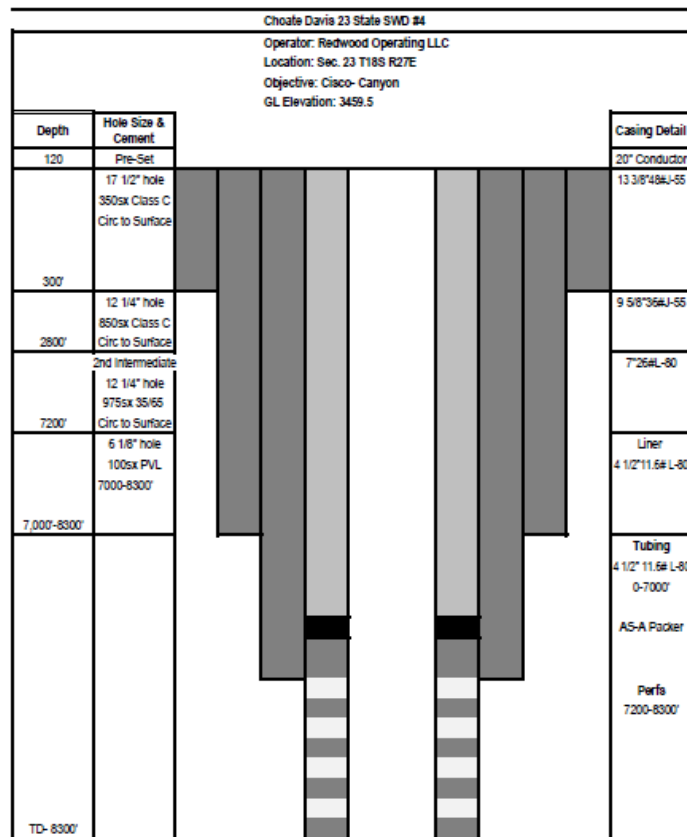 Choate Davis 23 State SWD #4
Operator: Redwood Operating LLC
Location: Sec. 23 T18S R27E
Objective: Cisco- Canyon
GL Elevation: 3459.5
Depth
Hole Size &
Cement
Casing Detail
120
Pre-Set
20" Conductor
17 1/2" hole
13 3/8"48#J-55
350sx Class C
Circ to Surface
300'
12 1/4" hole
9 5/8"36#J-55
850sx Class C
2800'
Circ to Surface
2nd Intermediate
7"26#L-80
12 1/4" hole
975sx 35/65
7200'
Circ to Surface
6 1/8" hole
Liner
100sx PVL
4 1/2"11.6# L-80
7000-8300'
7,000'-8300'
Tubing
4 1/2" 11.6# L-80
0-7000'
AS-A Packer
Perfs
7200-8300'
TD- 8300'